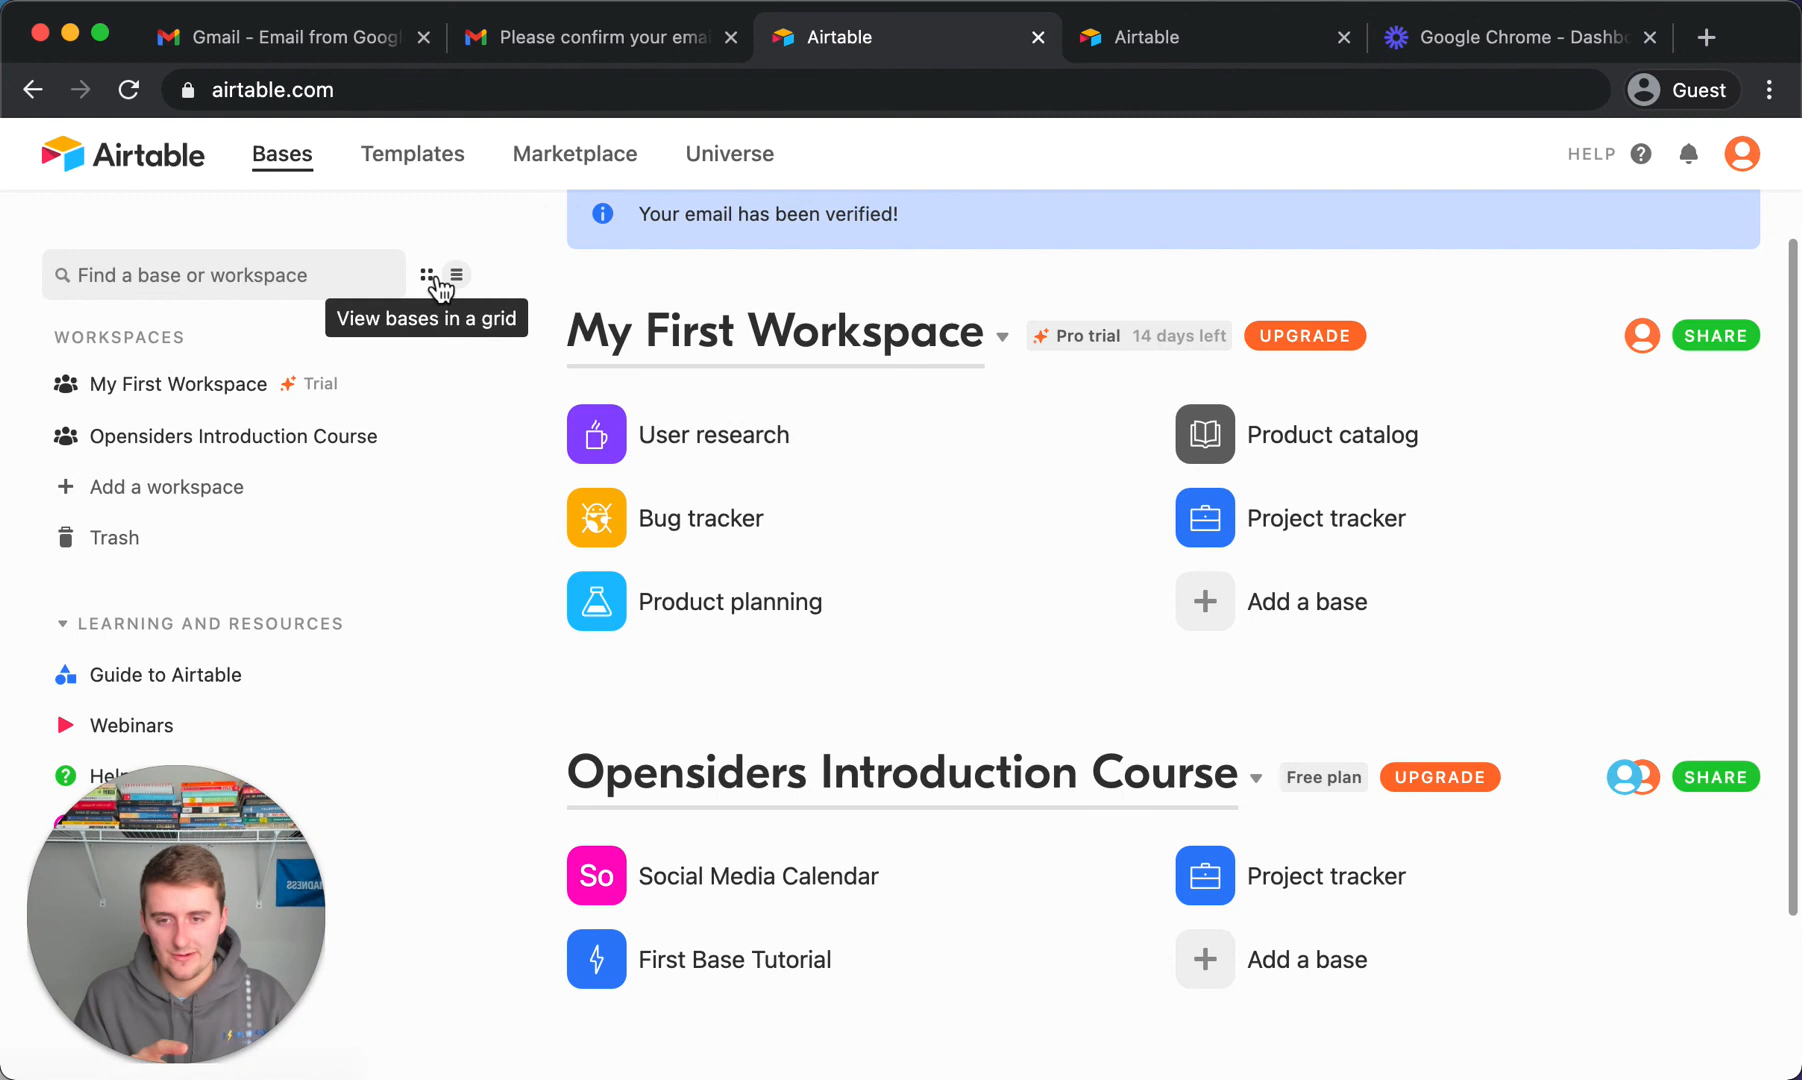 Gmail - Email from Googl
Please confirm your emai
Airtable
Airtable
Google Chrome - Dashbo
airtable.com
Guest
Airtable
Bases
Templates
Marketplace
Universe
HELP
Your email has been verified!
Find a base or workspace
View bases in a grid
WORKSPACES
My First Workspace
Trial
Opensiders Introduction Course
Add a workspace
Trash
LEARNING AND RESOURCES
Guide to Airtable
Webinars
Help
My First Workspace
Pro trial 14 days left
UPGRADE
SHARE
User research
Product catalog
Bug tracker
Project tracker
Product planning
Add a base
Opensiders Introduction Course
Free plan
UPGRADE
SHARE
So
Social Media Calendar
Project tracker
First Base Tutorial
Add a base